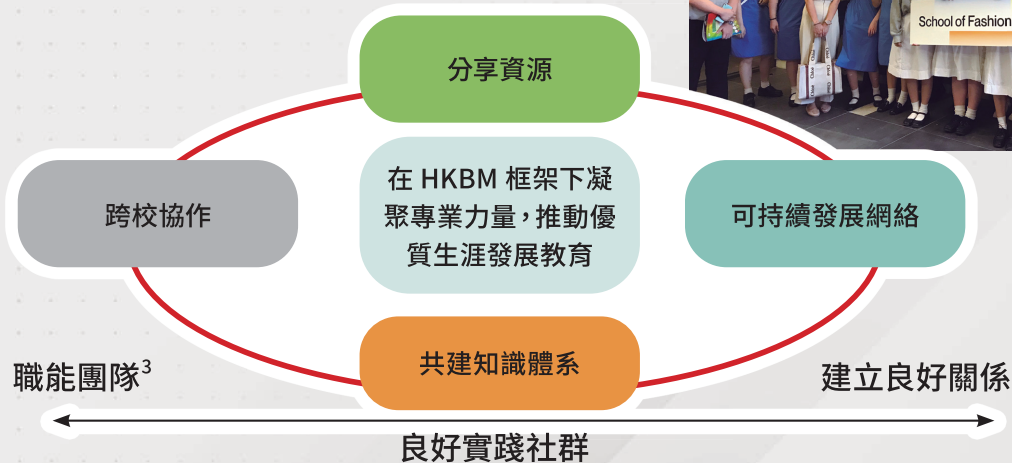 School of Fashion
分享資源
在 HKBM 框架下凝
聚專業力量，推動優
質生涯發展教育
跨校協作
可持續發展網絡
共建知識體系
職能團隊3
建立良好關係
良好實踐社群